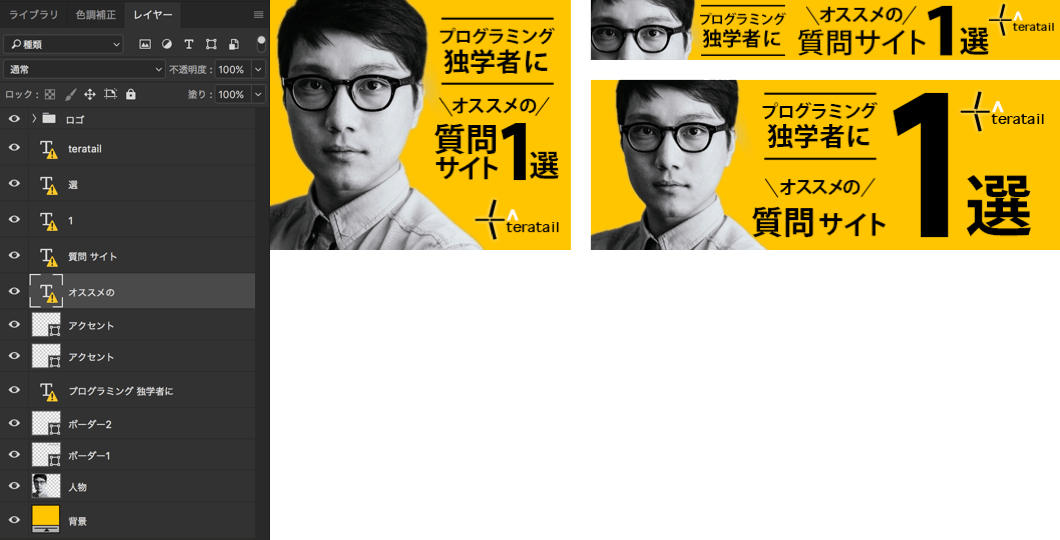 ライブラリ 色調補正 レイヤー
種類
通常 不透明度: 100%
ロック: 塗り: 100%
ロゴ
teratail
選
1
質問 サイト
オススメの
アクセント
アクセント
プログラミング 独学者に
ボーダー2
ボーダー1
人物
背景
プログラミング
独学者に
\オススメの/
質問
サイト1選
teratail
プログラミング
独学者に
\オススメの/
質問サイト1選
teratail
プログラミング
独学者に
\オススメの/
質問サイト1選
teratail